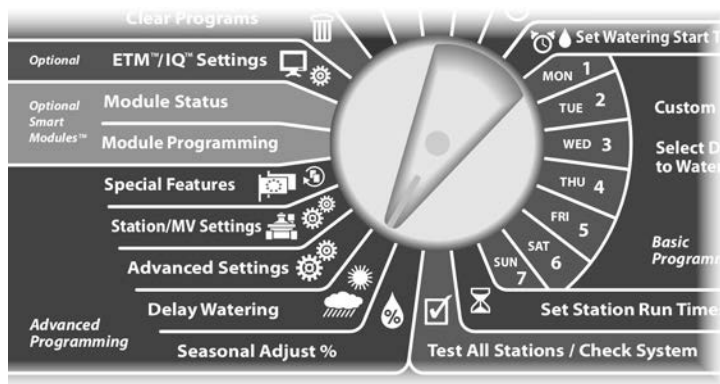 Clear Programs
Optional
ETM™/IQ™ Settings
Optional
Smart
Modules™
Module Status
Module Programming
Special Features
Station/MV Settings
Advanced Settings
Delay Watering
Advanced
Programming
Seasonal Adjust %
%
Set Watering Start T
MON 1
TUE 2
WED 3
THU 4
FRI 5
SAT 6
SUN 7
Custom
Select D
to Water
Basic
Programm
Set Station Run Time
Test All Stations / Check System